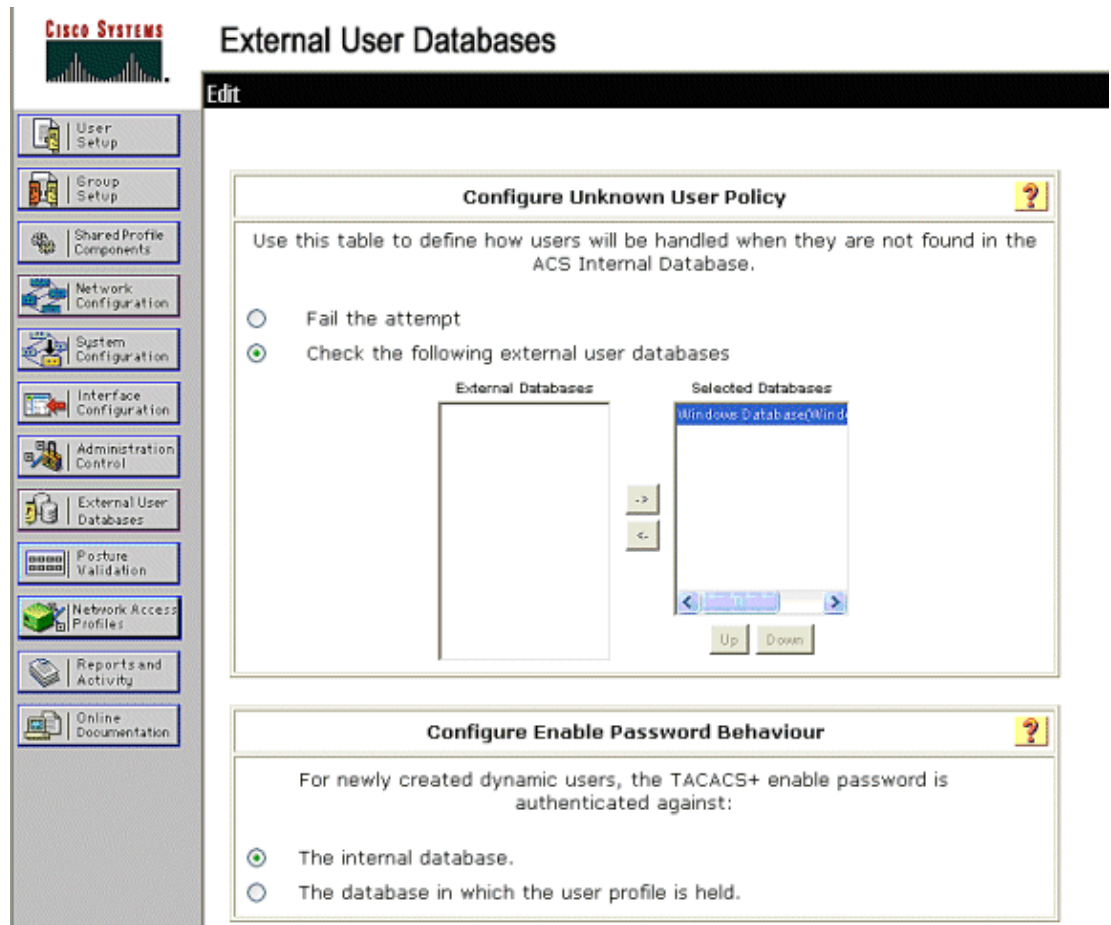 CISCO SYSTEMS
External User Databases
Edit
User
Setup
Group
Setup
Shared Profile
Components
Network
Configuration
System
Configuration
Interface
Configuration
Administration
Control
External User
Databases
Posture
Validation
Network Access
Profiles
Reports and
Activity
Online
Documentation
Configure Unknown User Policy
?
Use this table to define how users will be handled when they are not found in the
ACS Internal Database.
Fail the attempt
Check the following external user databases
External Databases
Selected Databases
Windows Database(Wind
->
<-
Up
Down
Configure Enable Password Behaviour
?
For newly created dynamic users, the TACACS+ enable password is
authenticated against:
The internal database.
The database in which the user profile is held.